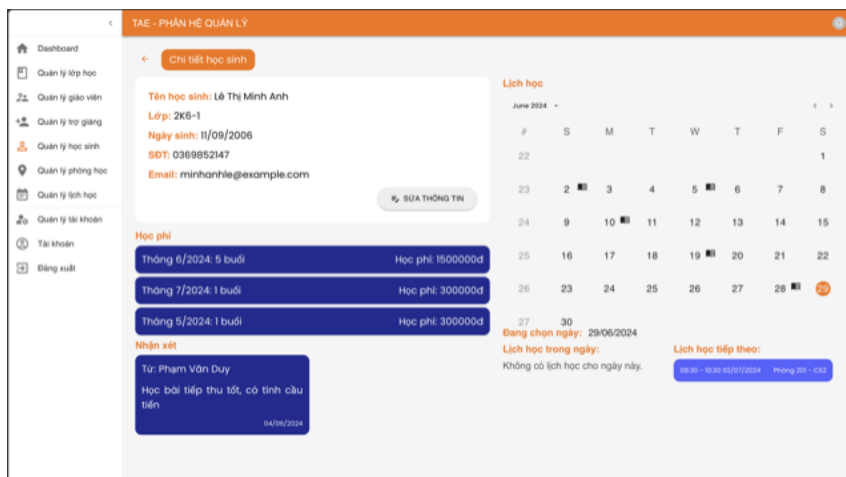 TAE - PHÂN HỆ QUẢN LÝ
Dashboard
Quản lý lớp học
Quản lý giáo viên
Quản lý trợ giảng
Quản lý học sinh
Quản lý phòng học
Quản lý lịch học
Quản lý tài khoản
Tài khoản
Đăng xuất
Chi tiết học sinh
Tên học sinh: Lê Thị Minh Anh
Lớp: 2K6-1
Ngày sinh: 11/09/2006
SĐT: 0369852147
Email: minhanhle@example.com
SỬA THÔNG TIN
Học phí
Tháng 6/2024: 5 buổi Học phí: 1500000đ
Tháng 7/2024: 1 buổi Học phí: 300000đ
Tháng 5/2024: 1 buổi Học phí: 300000đ
Nhận xét
Từ: Phạm Văn Duy
Học bài tiếp thu tốt, có tinh cầu
tiến
04/06/2024
Lịch học
June 2024
# S M T W T F S
22 1
23 2 3 4 5 6 7 8
24 9 10 11 12 13 14 15
25 16 17 18 19 20 21 22
26 23 24 25 26 27 28 29
27 30
Đang chọn ngày: 29/06/2024
Lịch học trong ngày:
Không có lịch học cho ngày này.
Lịch học tiếp theo:
08:30 - 10:30 02/07/2024 Phòng 201 - CS2